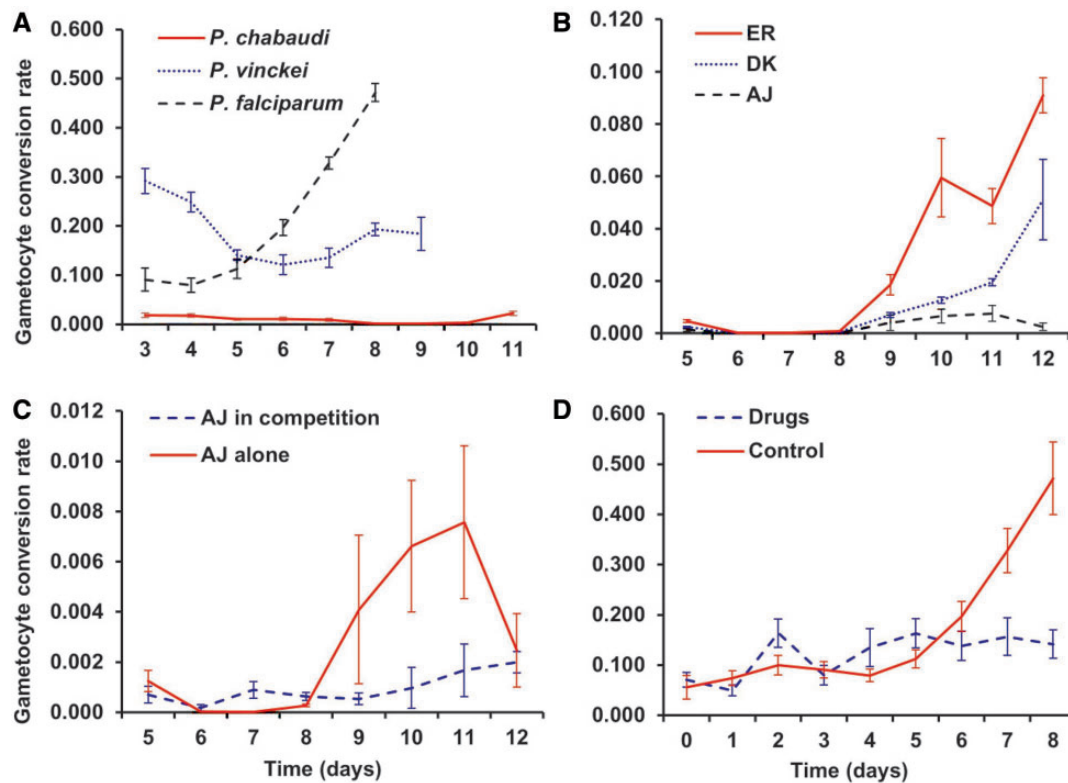 A
Gametocyte conversion rate
0.600
0.500
0.400
0.300
0.200
0.100
0.000
P. chabaudi
P. vinckei
P. falciparum
3 4 5 6 7 8 9 10 11
B
0.120
0.100
0.080
0.060
0.040
0.020
0.000
ER
DK
AJ
5 6 7 8 9 10 11 12
C
Gametocyte conversion rate
0.012
0.010
0.008
0.006
0.004
0.002
0.000
AJ in competition
AJ alone
5 6 7 8 9 10 11 12
Time (days)
D
0.600
0.500
0.400
0.300
0.200
0.100
0.000
Drugs
Control
0 1 2 3 4 5 6 7 8
Time (days)